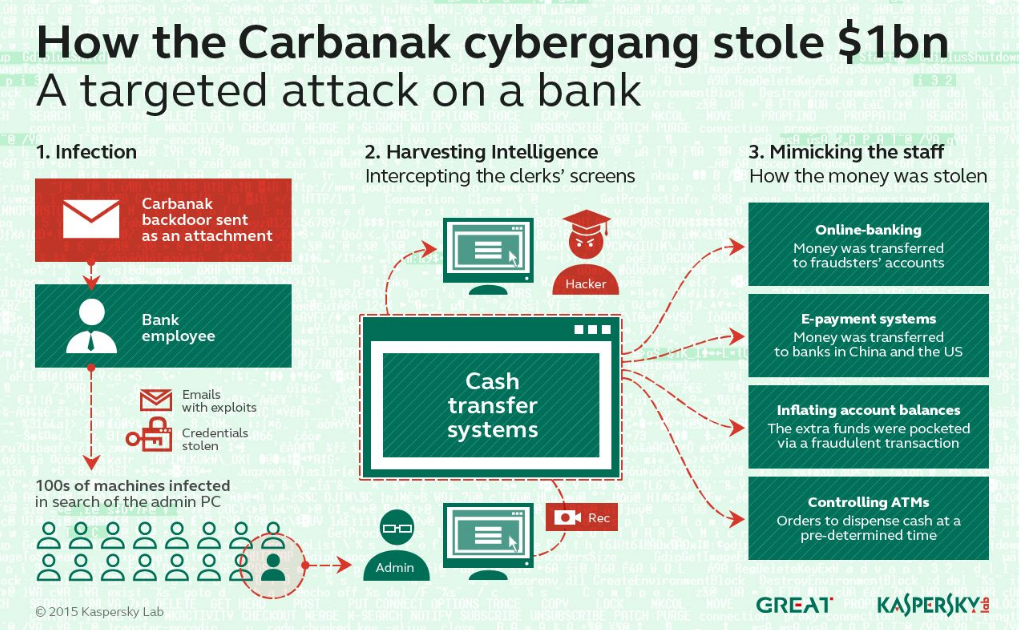 How the Carbanak cybergang stole $1bn
A targeted attack on a bank
1. Infection
Carbanak
backdoor sent
as an attachment
Bank
employee
Emails
with exploits
Credentials
stolen
100s of machines infected
in search of the admin PC
2. Harvesting Intelligence
Intercepting the clerks' screens
Hacker
Cash
transfer
systems
Rec
Admin
3. Mimicking the staff
How the money was stolen
Online-banking
Money was transferred
to fraudsters' accounts
E-payment systems
Money was transferred
to banks in China and the US
Inflating account balances
The extra funds were pocketed
via a fraudulent transaction
Controlling ATMs
Orders to dispense cash at a
pre-determined time
© 2015 Kaspersky Lab
GREAT
KASPERSKY lab